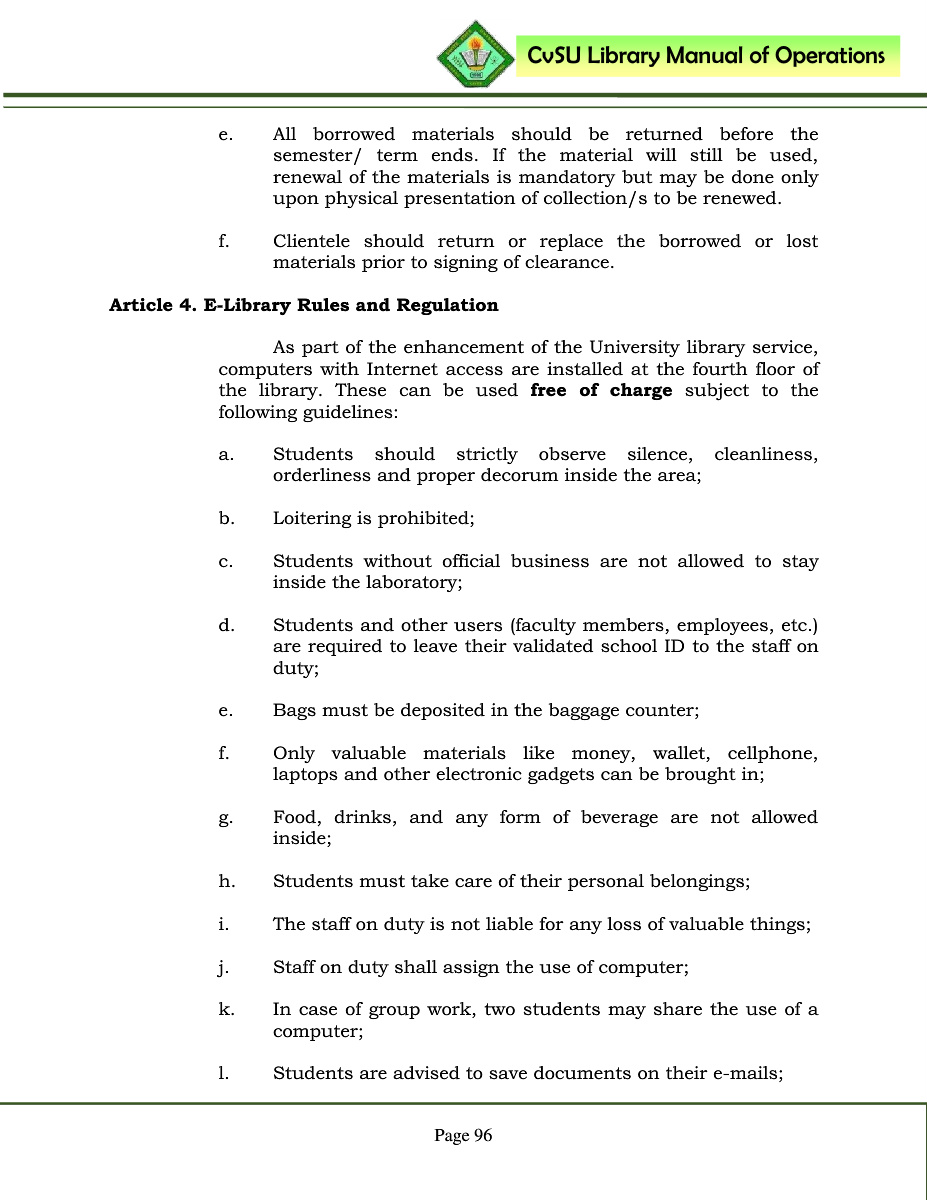 CvSU Library Manual of Operations
e. All borrowed materials should be returned before the
semester/ term ends. If the material will still be used,
renewal of the materials is mandatory but may be done only
upon physical presentation of collection/s to be renewed.
f. Clientele should return or replace the borrowed or lost
materials prior to signing of clearance.
Article 4. E-Library Rules and Regulation
As part of the enhancement of the University library service,
computers with Internet access are installed at the fourth floor of
the library. These can be used free of charge subject to the
following guidelines:
a. Students should strictly observe silence, cleanliness,
orderliness and proper decorum inside the area;
b. Loitering is prohibited;
c. Students without official business are not allowed to stay
inside the laboratory;
d. Students and other users (faculty members, employees, etc.)
are required to leave their validated school ID to the staff on
duty;
e. Bags must be deposited in the baggage counter;
f. Only valuable materials like money, wallet, cellphone,
laptops and other electronic gadgets can be brought in;
g. Food, drinks, and any form of beverage are not allowed
inside;
h. Students must take care of their personal belongings;
i. The staff on duty is not liable for any loss of valuable things;
j. Staff on duty shall assign the use of computer;
k. In case of group work, two students may share the use of a
computer;
l. Students are advised to save documents on their e-mails;
Page 96